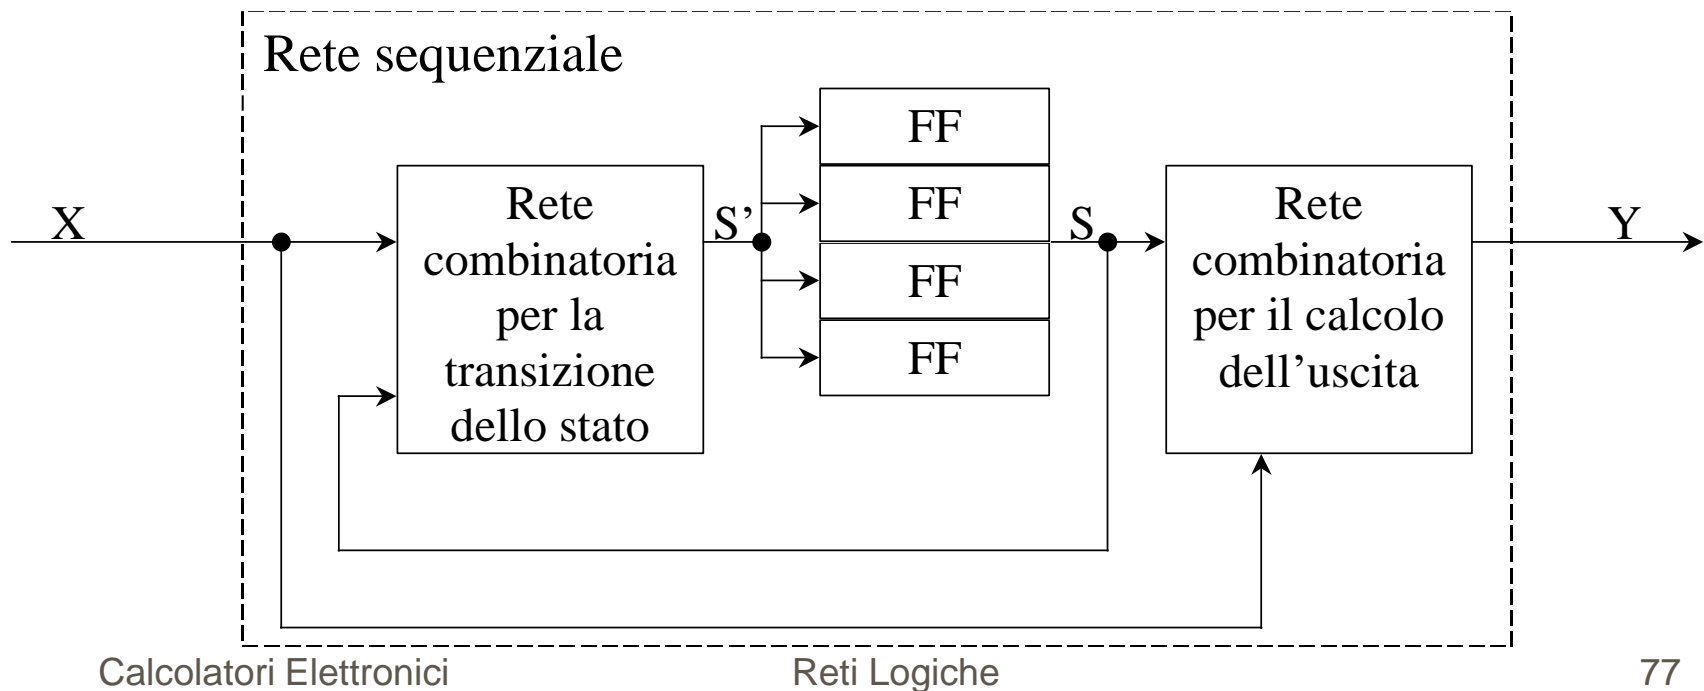 Rete sequenziale
X
Rete
combinatoria
per la
transizione
dello stato
S’
FF
FF
FF
FF
S
Rete
combinatoria
per il calcolo
dell’uscita
Y
Calcolatori Elettronici
Reti Logiche
77